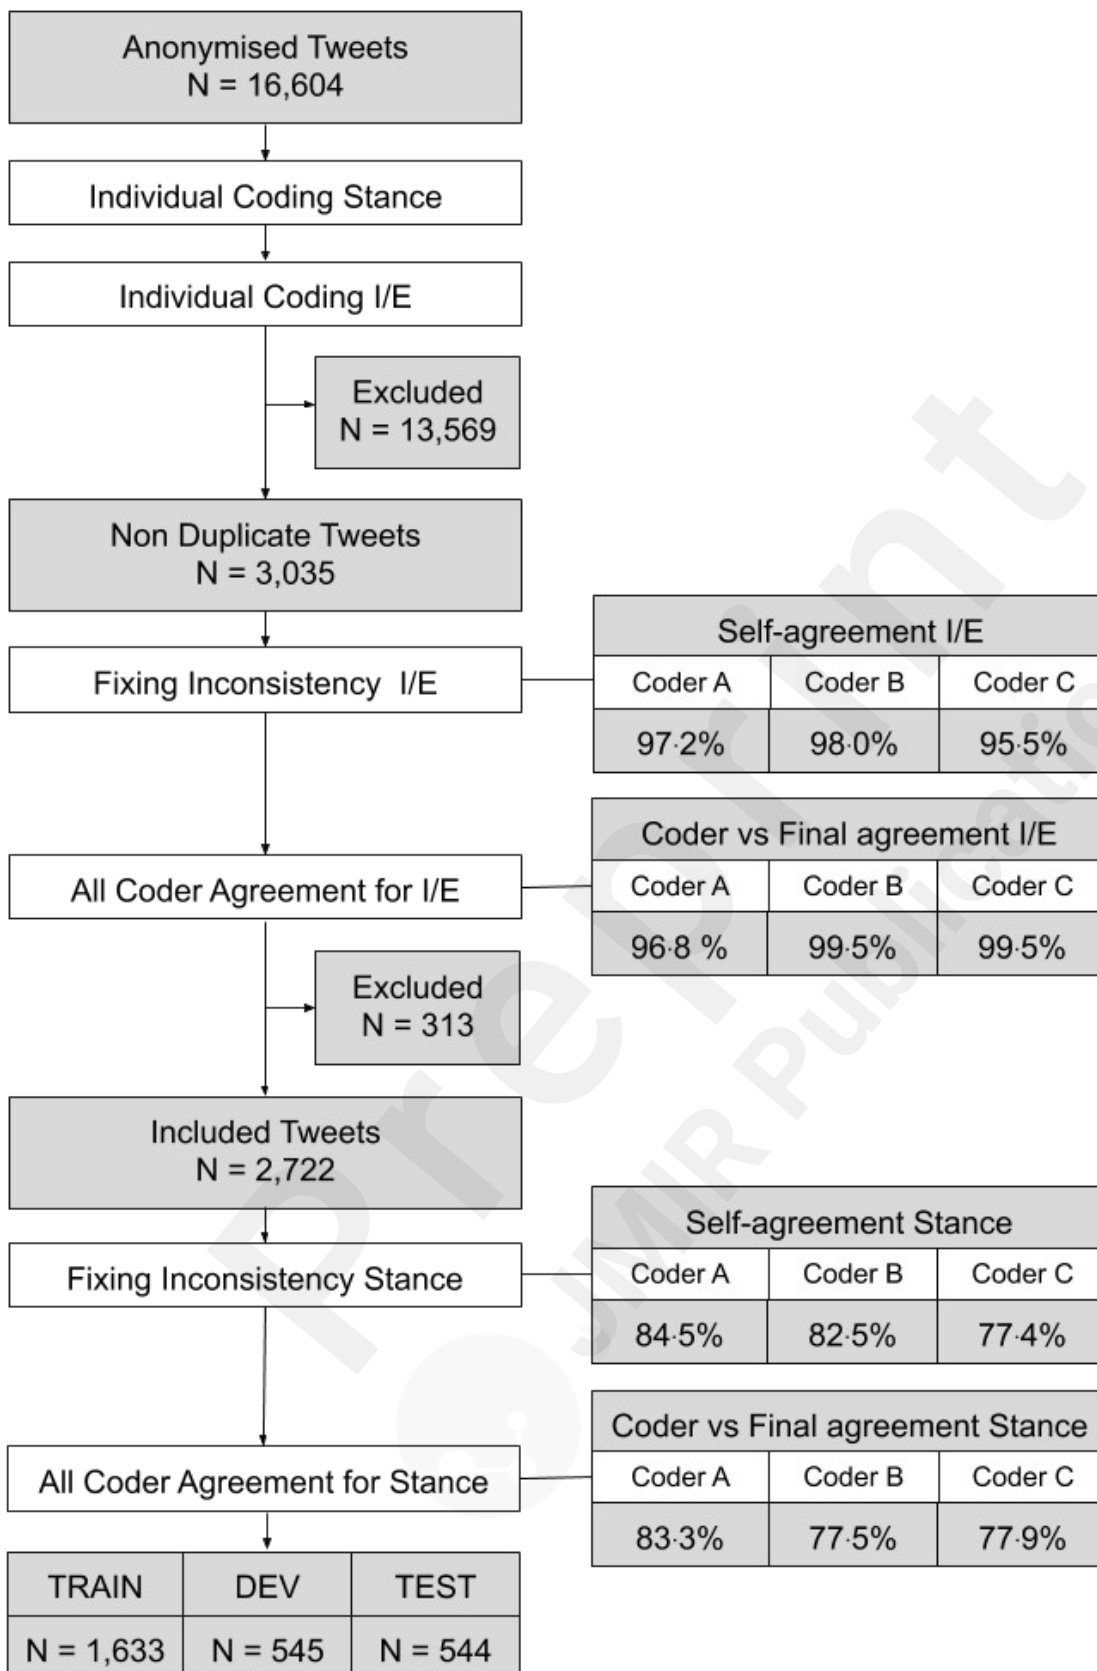 Anonymised Tweets
N = 16,604
Individual Coding Stance
Individual Coding I/E
Excluded
N = 13,569
Non Duplicate Tweets
N = 3,035
Fixing Inconsistency I/E
Self-agreement I/E
Coder A Coder B Coder C
97·2% 98·0% 95·5%
All Coder Agreement for I/E
Coder vs Final agreement I/E
Coder A Coder B Coder C
96·8 % 99·5% 99·5%
Excluded
N = 313
Included Tweets
N = 2,722
Fixing Inconsistency Stance
Self-agreement Stance
Coder A Coder B Coder C
84·5% 82·5% 77·4%
All Coder Agreement for Stance
Coder vs Final agreement Stance
Coder A Coder B Coder C
83·3% 77·5% 77·9%
TRAIN DEV TEST
N = 1,633 N = 545 N = 544
Preprint
JMIR Publicatio